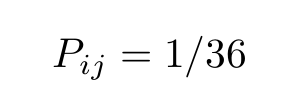 P_{ij} = 1/36